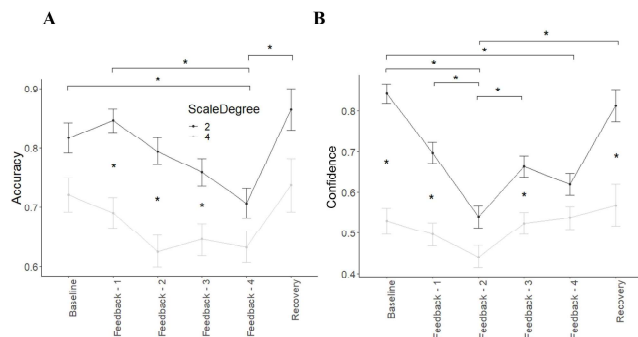 A
Accuracy
0.9
0.8
0.7
0.6
ScaleDegree
2
4
*
*
*
*
*
*
Baseline
Feedback - 1
Feedback - 2
Feedback - 3
Feedback - 4
Recovery
B
Confidence
0.8
0.7
0.6
0.5
0.4
*
*
*
*
*
*
*
*
*
Baseline
Feedback - 1
Feedback - 2
Feedback - 3
Feedback - 4
Recovery